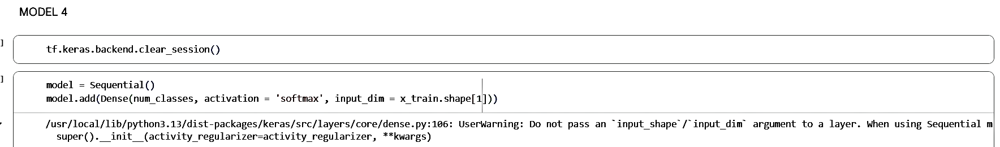 MODEL 4
]
tf.keras.backend.clear_session()
]
model = Sequential()
model.add(Dense(num_classes, activation = 'softmax', input_dim = x_train.shape[1]))
/usr/local/lib/python3.13/dist-packages/keras/src/layers/core/dense.py:106: UserWarning: Do not pass an `input_shape`/`input_dim` argument to a layer. When using Sequential m
super().__init__(activity_regularizer=activity_regularizer, **kwargs)